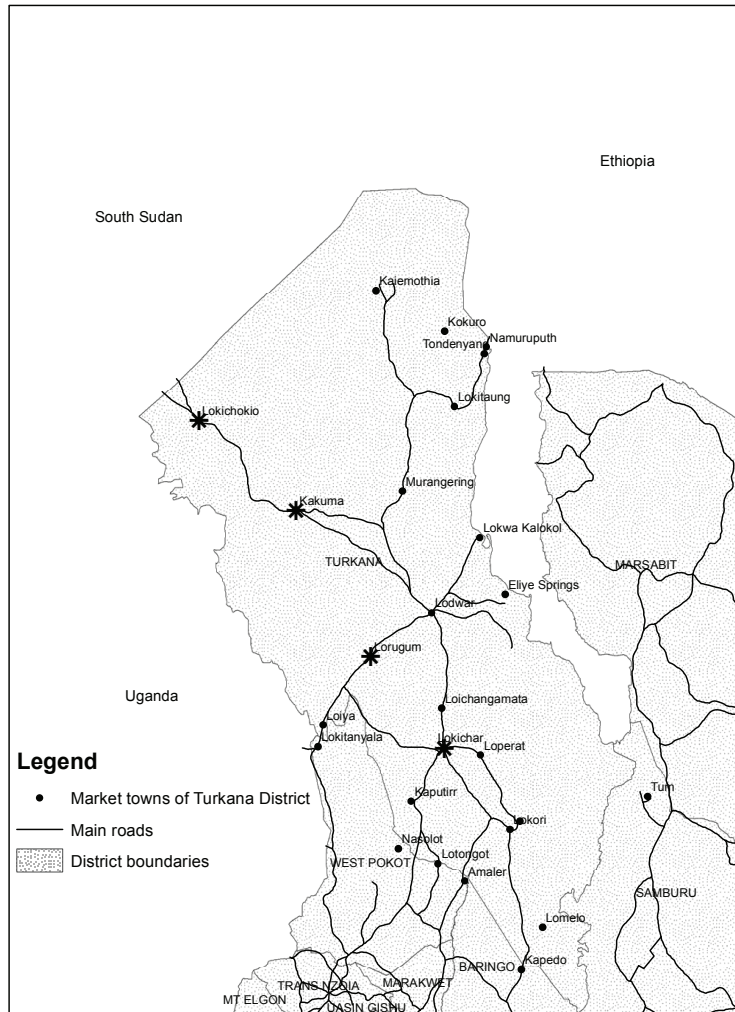 Ethiopia
South Sudan
Kaiemothia
Kokuro
Namuruputh
Tondenyang
Lokitaung
Lokichokio
Murangering
Kakuma
Lokwa Kalokol
TURKANA
MARSABIT
Eliye Springs
Lodwar
Lorugum
Uganda
Loichangamata
Loiya
Lokitanyala
Lokichar
Loperat
Legend
Market towns of Turkana District
Main roads
District boundaries
Tum
Kaputirr
Lokori
Nasolot
WEST POKOT
Lotongot
Amaler
SAMBURU
Lomelo
Kapedo
BARINGO
MARAKWET
TRANS NZOIA
MT ELGON
UASIN GISHU